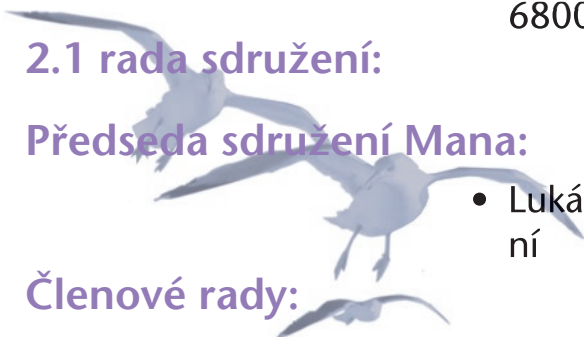 6800
2.1 rada sdružení:
Předseda sdružení Mana:
• Luká
ní
Členové rady: